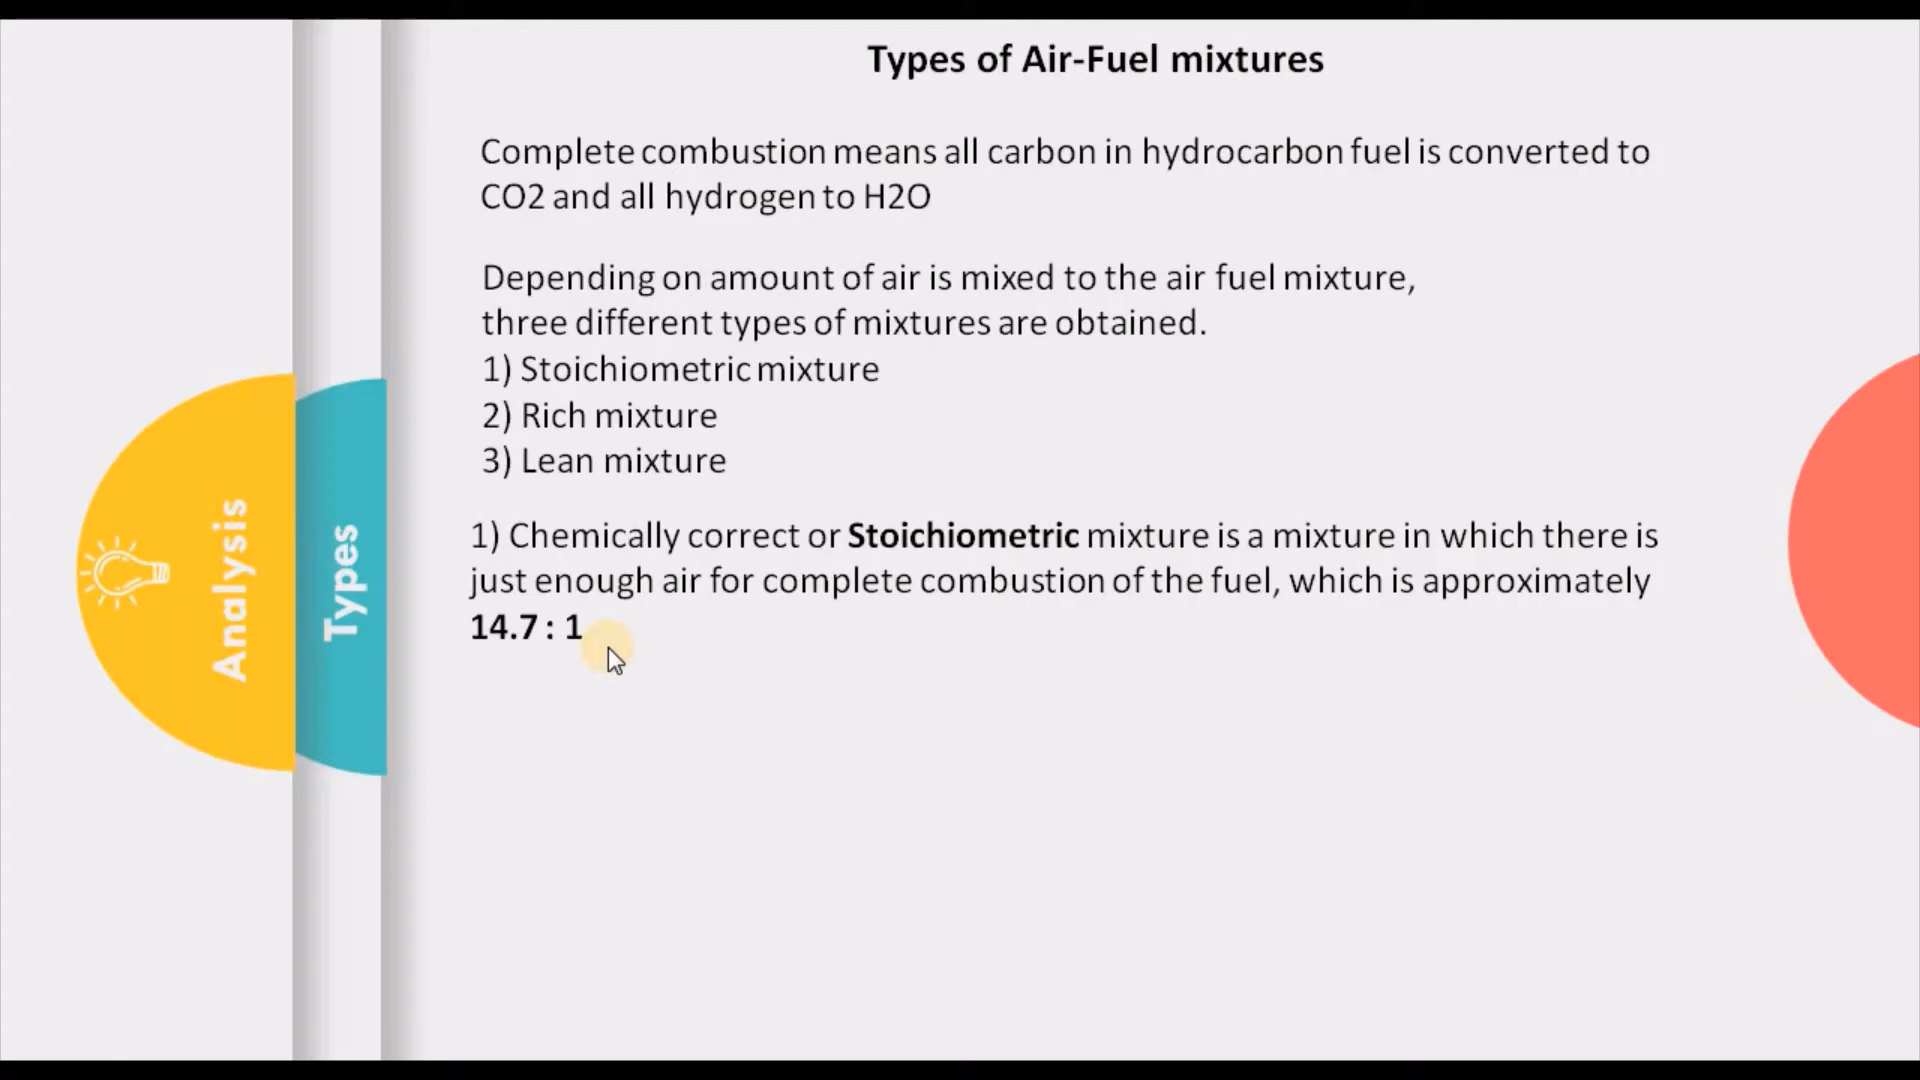 Types of Air-Fuel mixtures
Complete combustion means all carbon in hydrocarbon fuel is converted to
CO2 and all hydrogen to H2O
Depending on amount of air is mixed to the air fuel mixture,
three different types of mixtures are obtained.
1) Stoichiometric mixture
2) Rich mixture
3) Lean mixture
1) Chemically correct or Stoichiometric mixture is a mixture in which there is
just enough air for complete combustion of the fuel, which is approximately
14.7 : 1
Analysis
Types